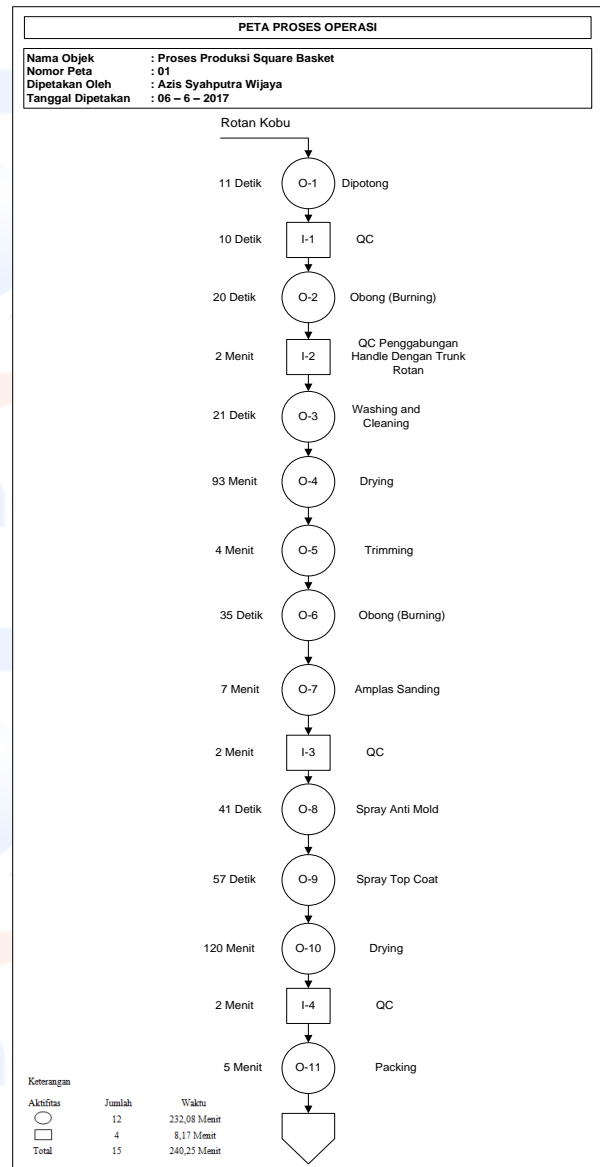 PETA PROSES OPERASI
Nama Objek : Proses Produksi Square Basket
Nomor Peta : 01
Dipetakan Oleh : Azis Syahputra Wijaya
Tanggal Dipetakan : 06 – 6 – 2017
Rotan Kobu
11 Detik O-1 Dipotong
10 Detik I-1 QC
20 Detik O-2 Obong (Burning)
QC Penggabungan
2 Menit I-2 Handle Dengan Trunk
Rotan
21 Detik O-3 Washing and
Cleaning
93 Menit O-4 Drying
4 Menit O-5 Trimming
35 Detik O-6 Obong (Burning)
7 Menit O-7 Amplas Sanding
2 Menit I-3 QC
41 Detik O-8 Spray Anti Mold
57 Detik O-9 Spray Top Coat
120 Menit O-10 Drying
2 Menit I-4 QC
5 Menit O-11 Packing
Keterangan
Aktifitas Jumlah Waktu
12 232,08 Menit
4 8,17 Menit
Total 15 240,25 Menit